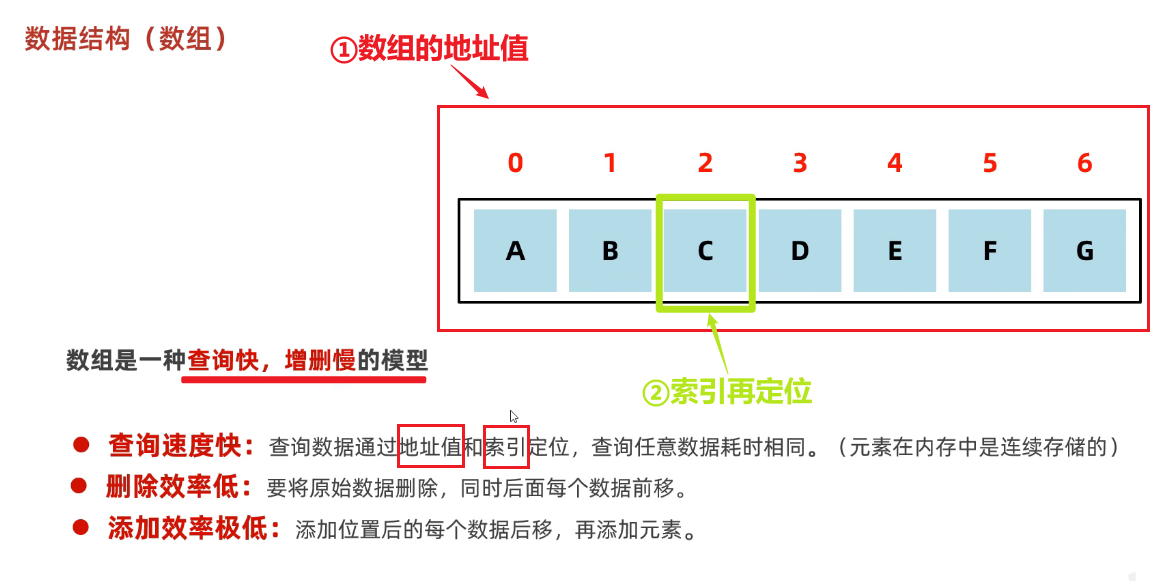 数据结构（数组）
①数组的地址值
0 1 2 3 4 5 6
A B C D E F G
数组是一种查询快，增删慢的模型
②索引再定位
● 查询速度快：查询数据通过地址值和索引定位，查询任意数据耗时相同。（元素在内存中是连续存储的）
● 删除效率低：要将原始数据删除，同时后面每个数据前移。
● 添加效率极低：添加位置后的每个数据后移，再添加元素。